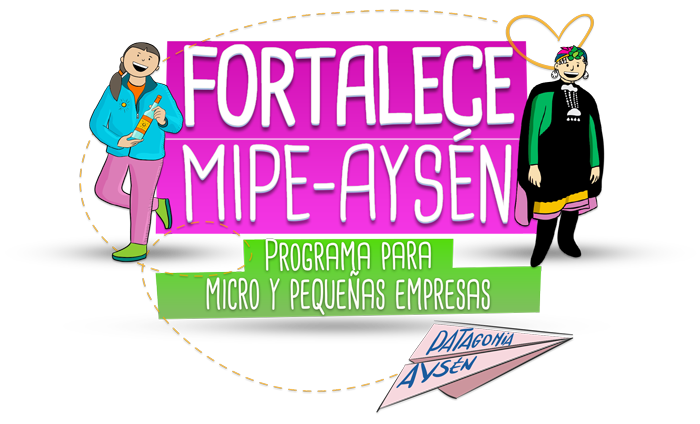 FORTALECE
MIPE-AYSÉN
PROGRAMA PARA
MICRO Y PEQUEÑAS EMPRESAS
PATAGONIA
AYSÉN